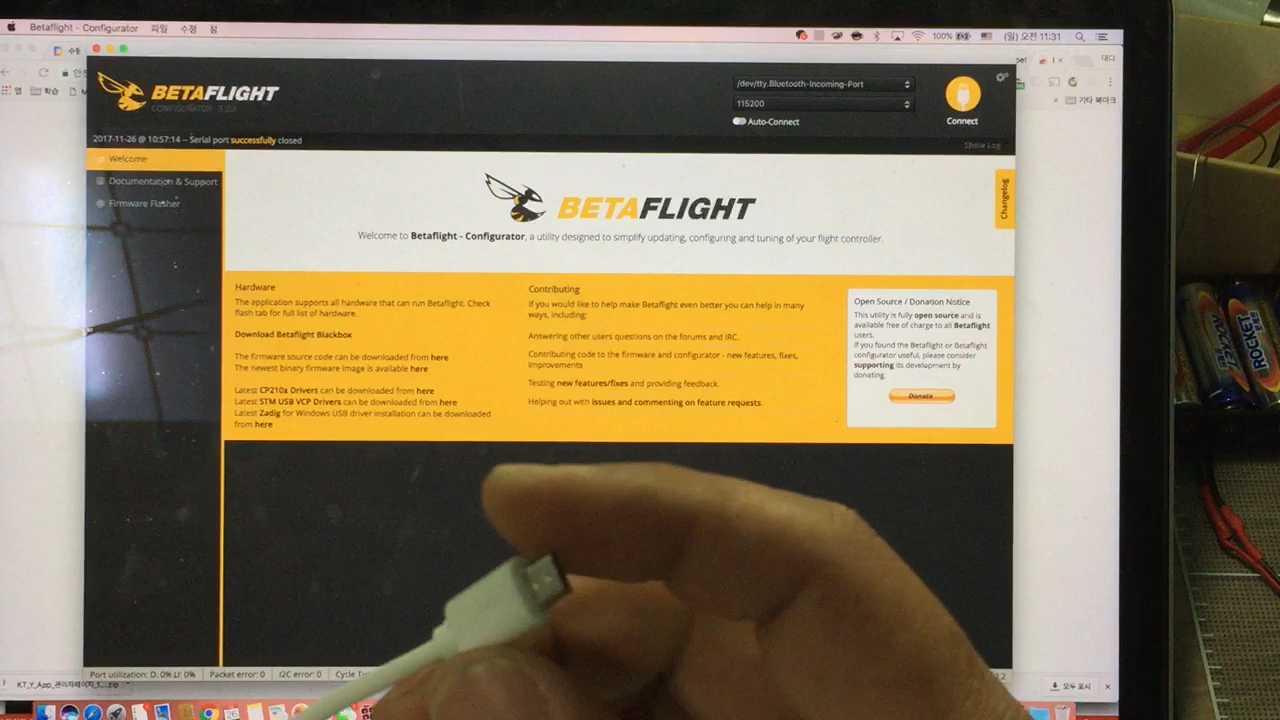 Betaflight - Configurator 파일 수정 창
100% (일) 오전 11:31
대디
기타 북마크
BETAFLIGHT
/dev/tty.Bluetooth-Incoming-Port
115200
Auto-Connect
Connect
2017-11-26 @ 10:57:14 -- Serial port successfully closed
Show Log
Welcome
Documentation & Support
Firmware Flasher
BETAFLIGHT
Changelog
Welcome to Betaflight - Configurator, a utility designed to simplify updating, configuring and tuning of your flight controller.
Hardware
The application supports all hardware that can run Betaflight. Check
flash tab for full list of hardware.
Download Betaflight Blackbox
The firmware source code can be downloaded from here
The newest binary firmware image is available here
Latest CP210x Drivers can be downloaded from here
Latest STM USB VCP Drivers can be downloaded from here
Latest Zadig for Windows USB driver installation can be downloaded
from here
Contributing
If you would like to help make Betaflight even better you can help in many
ways, including:
Answering other users questions on the forums and IRC.
Contributing code to the firmware and configurator - new features, fixes,
improvements
Testing new features/fixes and providing feedback.
Helping out with issues and commenting on feature requests.
Open Source / Donation Notice
This utility is fully open source and is
available free of charge to all Betaflight
users.
If you found the Betaflight or Betaflight
configurator useful, please consider
supporting its development by
donating.
Donate
ROCKET
Port utilization: D: 0% U: 0% Packet error: 0 I2C error: 0 Cycle
모두 표시